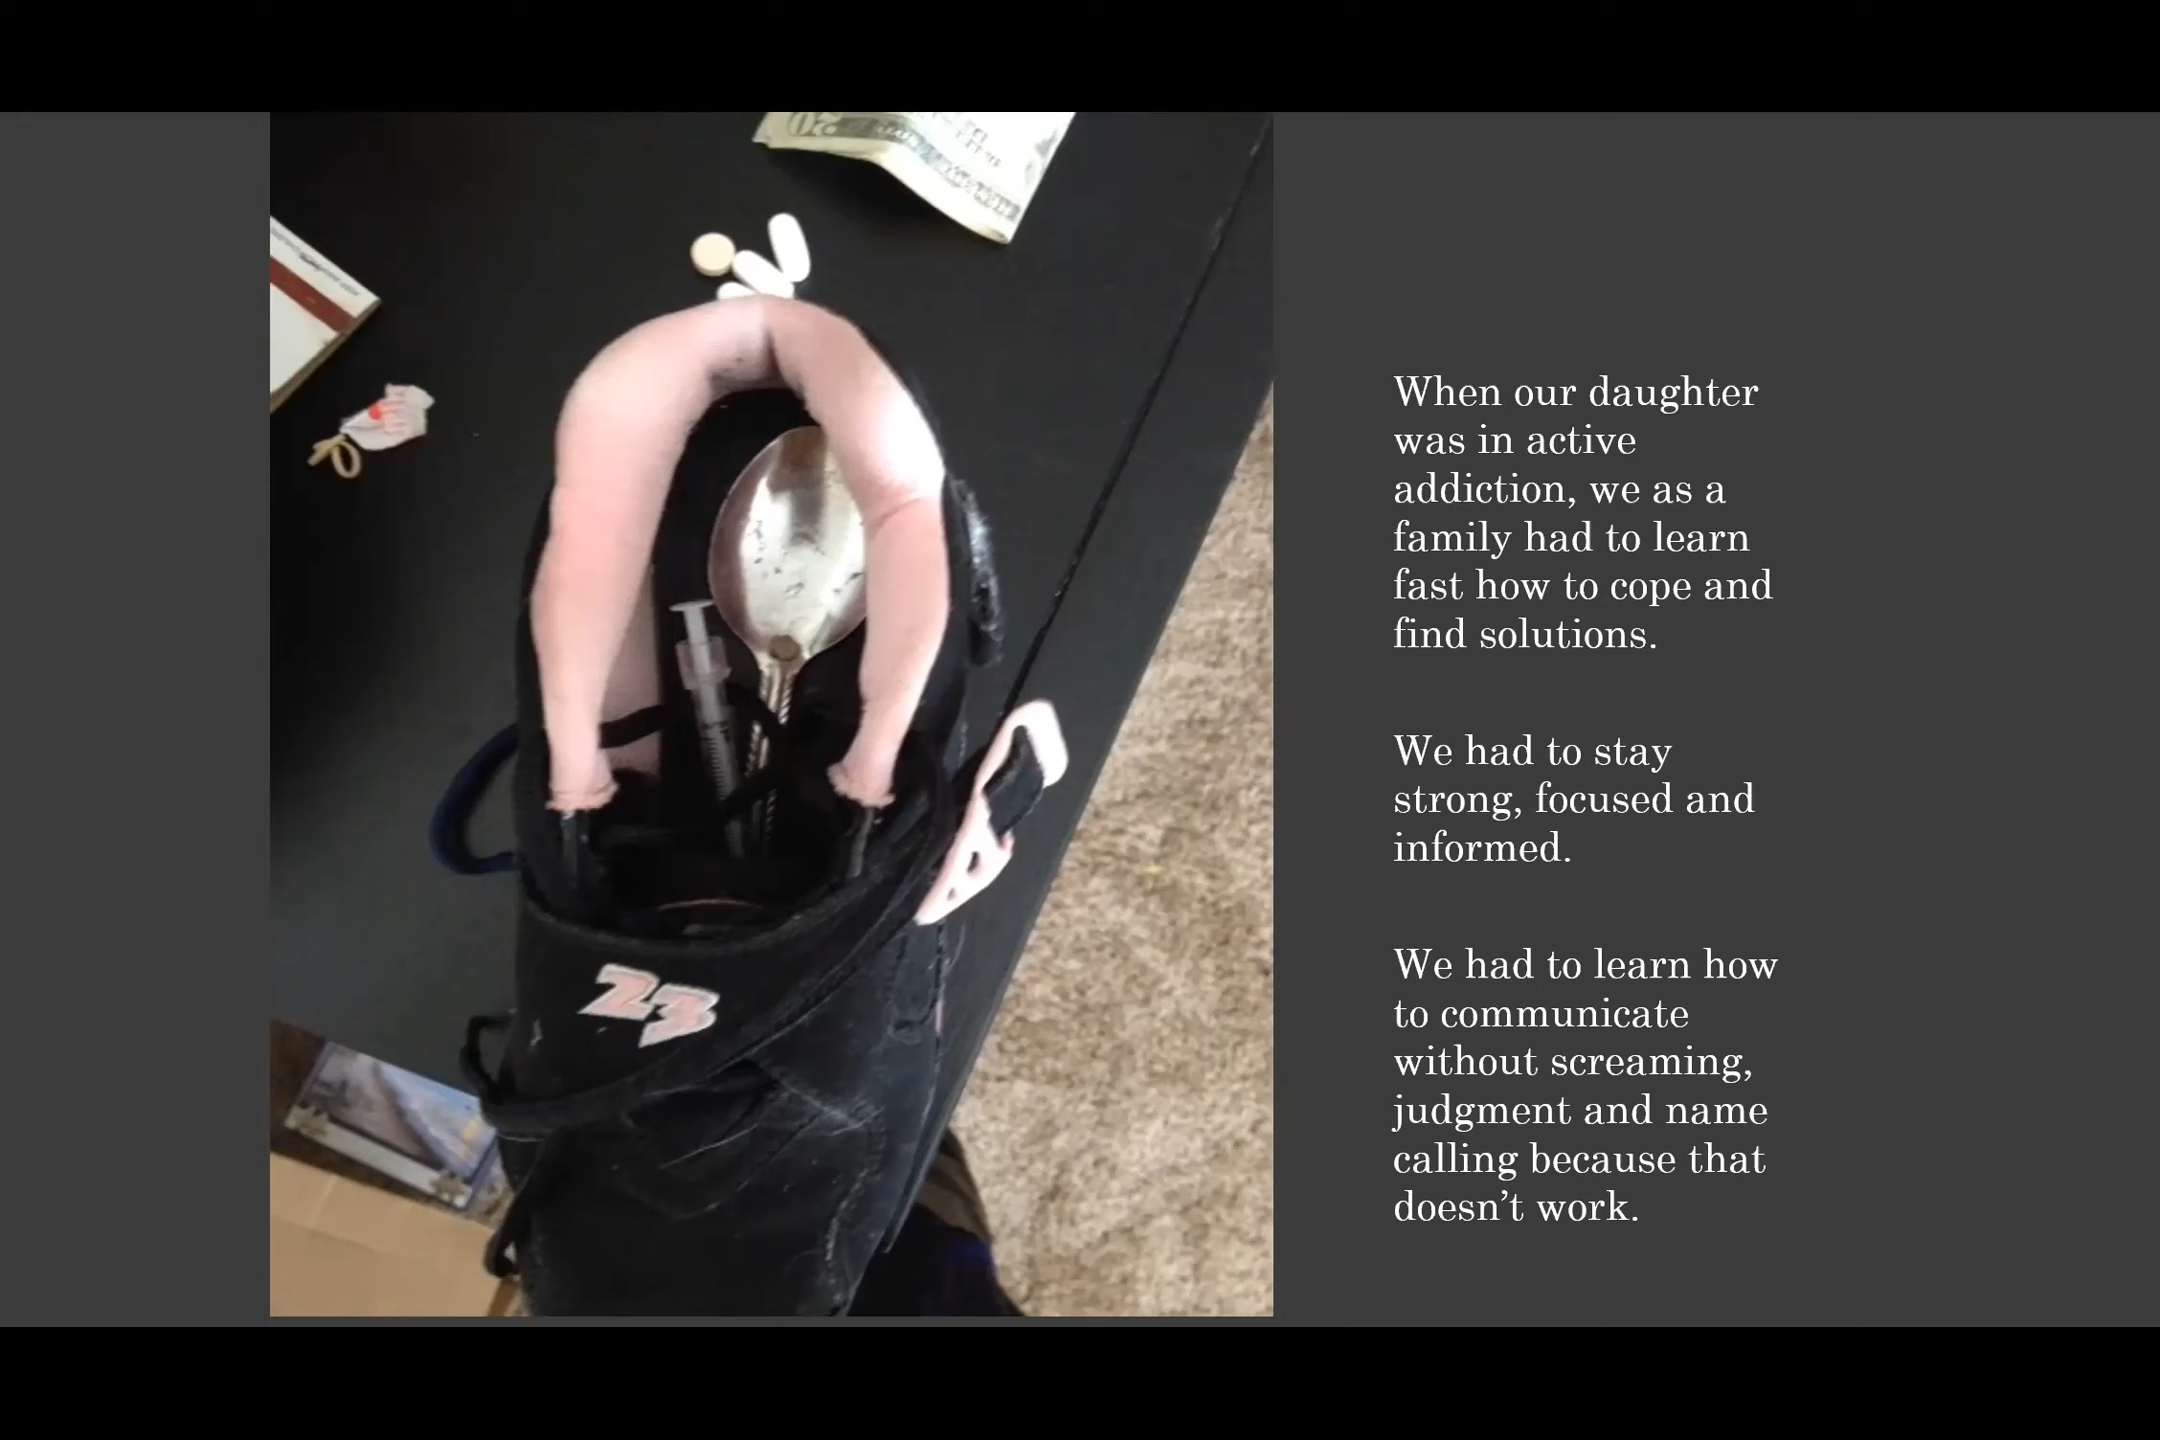 20
23
When our daughter
was in active
addiction, we as a
family had to learn
fast how to cope and
find solutions.
We had to stay
strong, focused and
informed.
We had to learn how
to communicate
without screaming,
judgment and name
calling because that
doesn’t work.